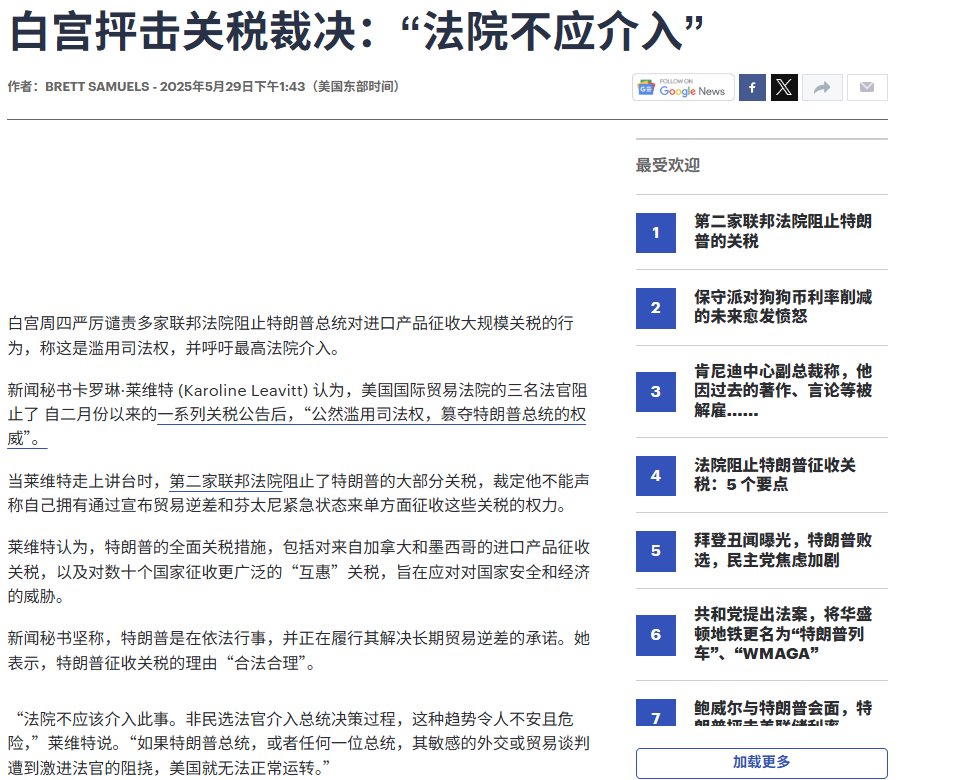 白宫抨击关税裁决：“法院不应介入”
作者：BRETT SAMUELS - 2025年5月29日下午1:43（美国东部时间）
FOLLOW ON
Google News
最受欢迎
1
第二家联邦法院阻止特朗
普的关税
2
保守派对狗狗币利率削减
的未来愈发愤怒
3
肯尼迪中心副总裁称，他
因过去的著作、言论等被
解雇……
4
法院阻止特朗普征收关
税：5 个要点
5
拜登丑闻曝光，特朗普败
选，民主党焦虑加剧
6
共和党提出法案，将华盛
顿地铁更名为“特朗普列
车”、“WMAGA”
7
鲍威尔与特朗普会面，特
朗普抨击美联储利率
加载更多
白宫周四严厉谴责多家联邦法院阻止特朗普总统对进口产品征收大规模关税的行
为，称这是滥用司法权，并呼吁最高法院介入。
新闻秘书卡罗琳·莱维特 (Karoline Leavitt) 认为，美国国际贸易法院的三名法官阻
止了 自二月份以来的一系列关税公告后，“公然滥用司法权，篡夺特朗普总统的权
威”。
当莱维特走上讲台时，第二家联邦法院阻止了特朗普的大部分关税，裁定他不能声
称自己拥有通过宣布贸易逆差和芬太尼紧急状态来单方面征收这些关税的权力。
莱维特认为，特朗普的全面关税措施，包括对来自加拿大和墨西哥的进口产品征收
关税，以及对数十个国家征收更广泛的“互惠”关税，旨在应对对国家安全和经济
的威胁。
新闻秘书坚称，特朗普是在依法行事，并正在履行其解决长期贸易逆差的承诺。她
表示，特朗普征收关税的理由“合法合理”。
“法院不应该介入此事。非民选法官介入总统决策过程，这种趋势令人不安且危
险，”莱维特说。“如果特朗普总统，或者任何一位总统，其敏感的外交或贸易谈判
遭到激进法官的阻挠，美国就无法正常运转。”